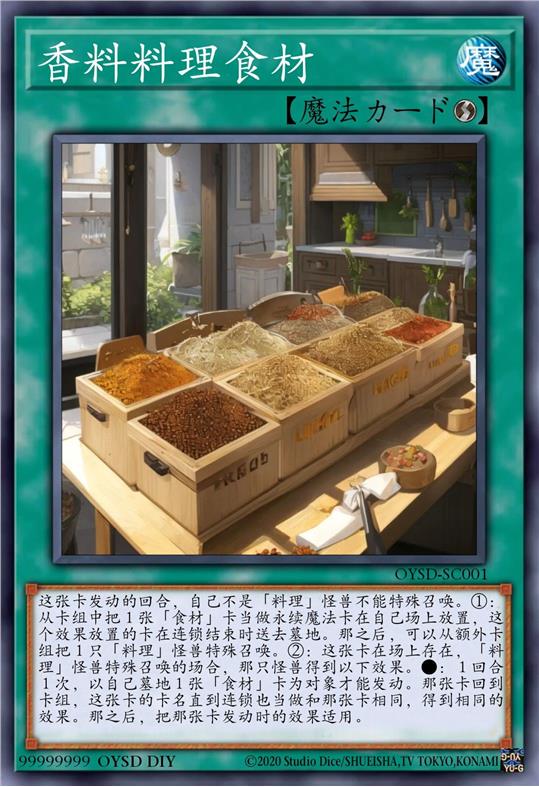 香料料理食材
魔
【魔法カード】
OYSD-SC001
这张卡发动的回合，自己不是「料理」怪兽不能特殊召唤。①：
从卡组中把1张「食材」卡当做永续魔法卡在自己场上放置，这
个效果放置的卡在连锁结束时送去墓地。那之后，可以从额外卡
组把1只「料理」怪兽特殊召唤。②：这张卡在场上存在，「料
理」怪兽特殊召唤的场合，那只怪兽得到以下效果。●：1回合
1次，以自己墓地1张「食材」卡为对象才能发动。那张卡回到
卡组，这张卡的卡名直到连锁也当做和那张卡相同，得到相同的
效果。那之后，把那张卡发动时的效果适用。
99999999 OYSD DIY
©2020 Studio Dice/SHUEISHA,TV TOKYO,KONAMI